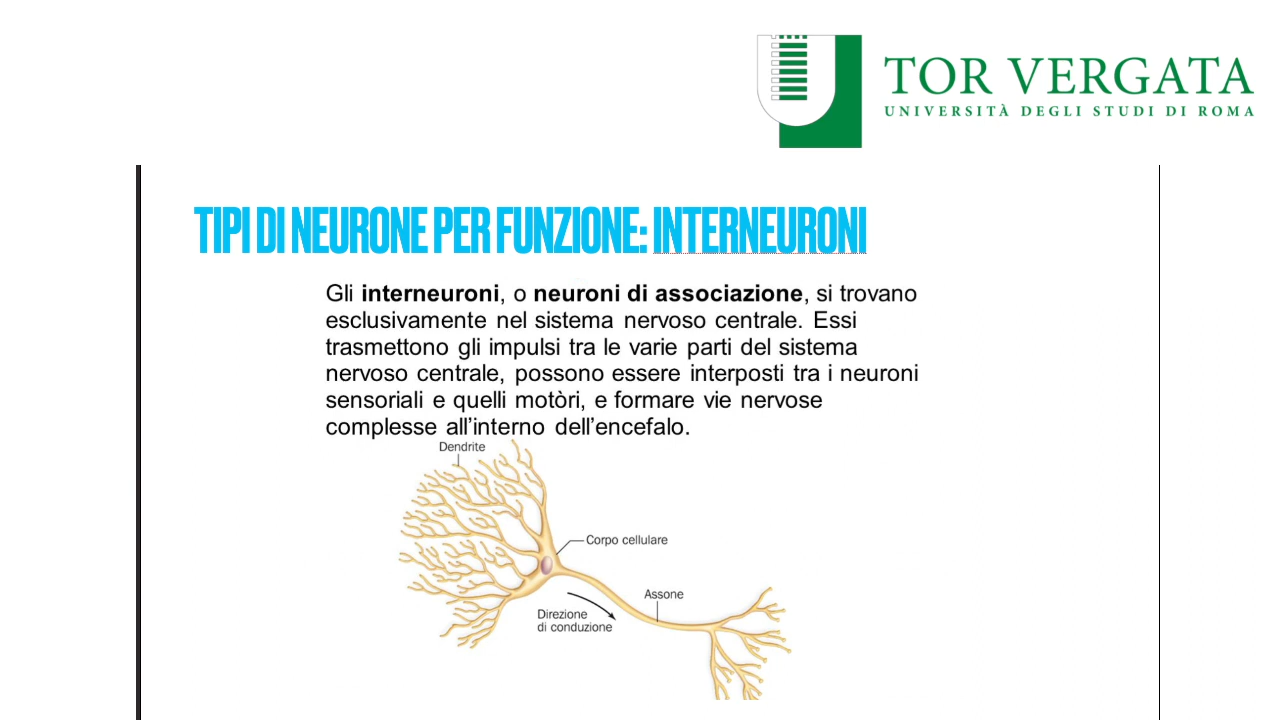 TOR VERGATA
UNIVERSITÀ DEGLI STUDI DI ROMA
TIPI DI NEURONE PER FUNZIONE: INTERNEURONI
Gli interneuroni, o neuroni di associazione, si trovano
esclusivamente nel sistema nervoso centrale. Essi
trasmettono gli impulsi tra le varie parti del sistema
nervoso centrale, possono essere interposti tra i neuroni
sensoriali e quelli motòri, e formare vie nervose
complesse all’interno dell’encefalo.
Dendrite
Corpo cellulare
Assone
Direzione
di conduzione